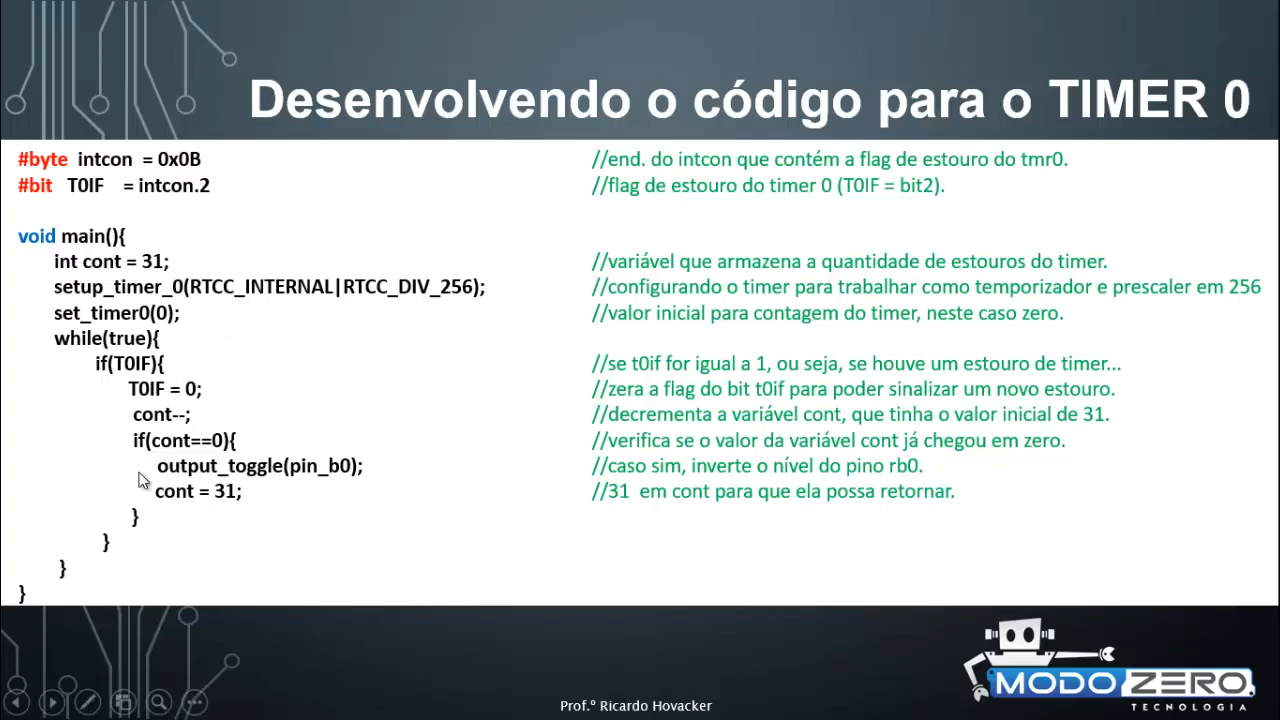 Desenvolvendo o código para o TIMER 0
#byte intcon = 0x0B //end. do intcon que contém a flag de estouro do tmr0.
#bit T0IF = intcon.2 //flag de estouro do timer 0 (T0IF = bit2).
void main(){
int cont = 31; //variável que armazena a quantidade de estouros do timer.
setup_timer_0(RTCC_INTERNAL|RTCC_DIV_256); //configurando o timer para trabalhar como temporizador e prescaler em 256
set_timer0(0); //valor inicial para contagem do timer, neste caso zero.
while(true){
if(T0IF){ //se t0if for igual a 1, ou seja, se houve um estouro de timer...
T0IF = 0; //zera a flag do bit t0if para poder sinalizar um novo estouro.
cont--; //decrementa a variável cont, que tinha o valor inicial de 31.
if(cont==0){ //verifica se o valor da variável cont já chegou em zero.
output_toggle(pin_b0); //caso sim, inverte o nível do pino rb0.
cont = 31; //31 em cont para que ela possa retornar.
}
}
}
}
MODO ZERO
TECNOLOGIA
Prof.º Ricardo Hovacker